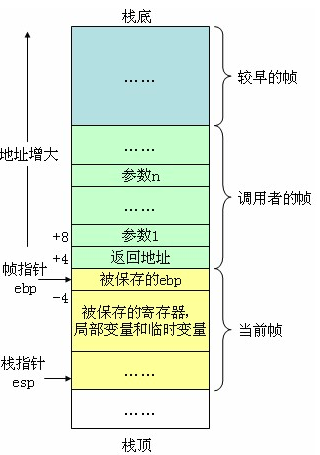 栈底
……
较早的帧
地址增大
……
参数n
……
调用者的帧
+8
参数1
+4
返回地址
帧指针
ebp
被保存的ebp
-4
被保存的寄存器,
局部变量和临时变量
当前帧
栈指针
esp
……
……
栈顶